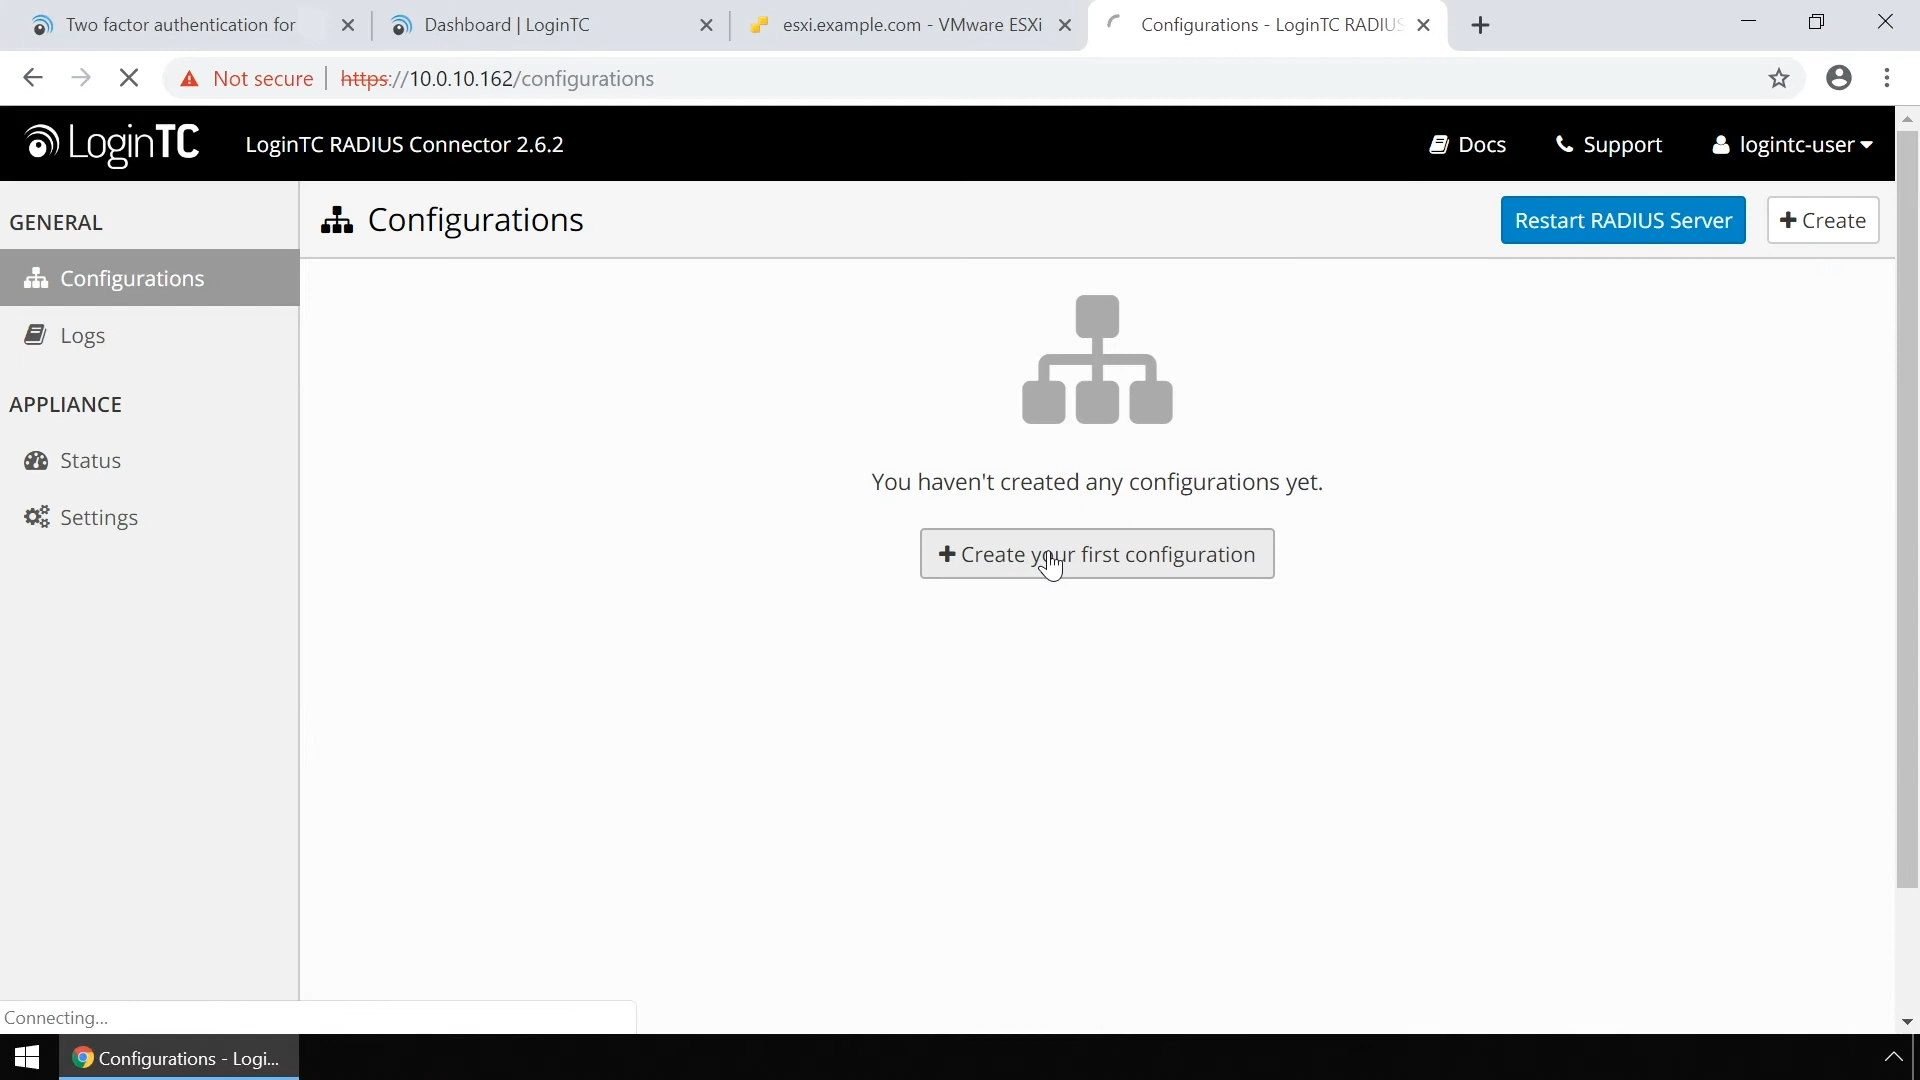 Two factor authentication for
Dashboard | LoginTC
esxi.example.com - VMware ESXi
Configurations - LoginTC RADIUS
Not secure
https://10.0.10.162/configurations
LoginTC
LoginTC RADIUS Connector 2.6.2
Docs
Support
logintc-user
GENERAL
Configurations
Logs
APPLIANCE
Status
Settings
Configurations
Restart RADIUS Server
Create
You haven't created any configurations yet.
Create your first configuration
Connecting...
Configurations - Logi...